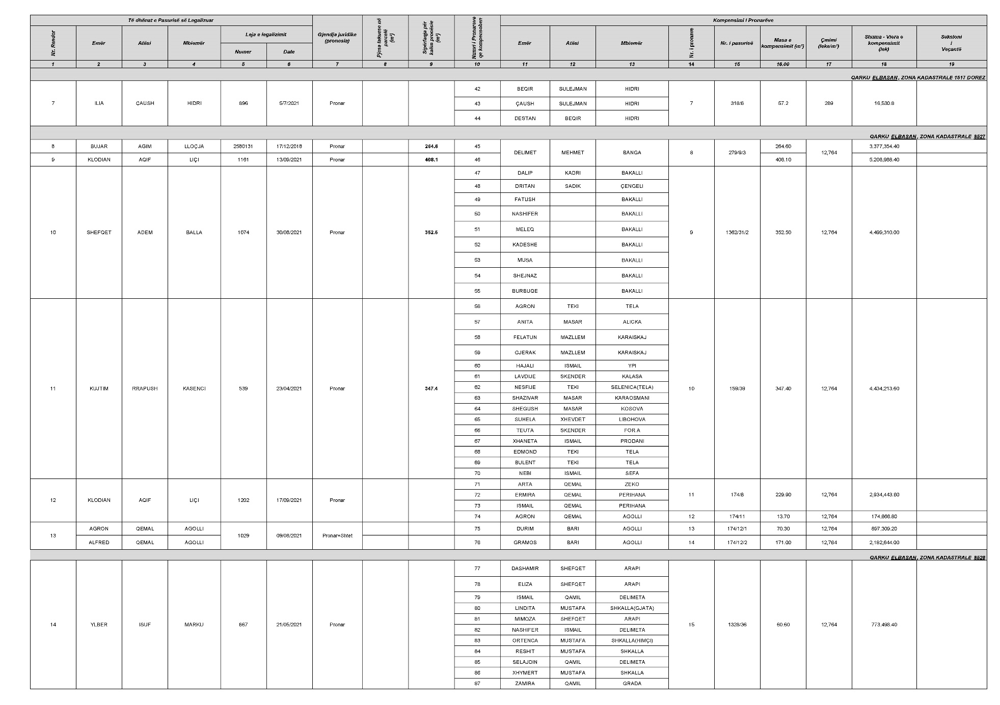 Të dhënat e Pasurisë së Legalizuar
Kompensimi i Pronarëve
Nr. Rendor
Emër
Atësi
Mbiemër
Leja e legalizimit
Numer
Date
Gjendja juridike
(pronesia)
Pjesa takuese në
parcelë
(m²)
Sipërfaqja për
kalim pronësie
(m²)
Numri i Pronareve
qe kompensohen
Emër
Atësi
Mbiemër
Nr. i pronave
Nr. i pasurisë
Masa e
kompensimit (m²)
Çmimi
(leke/m²)
Shuma - Vlera e
kompensimit
(lek)
Seksioni
i
Veçantë
1 2 3 4 5 6 7 8 9 10 11 12 13 14 15 16.00 17 18 19
QARKU ELBASAN, ZONA KADASTRALE 1517 DOREZ
42 BEQIR SULEJMAN HIDRI
7 ILIA ÇAUSH HIDRI 896 5/7/2021 Pronar 43 ÇAUSH SULEJMAN HIDRI 7 318/6 57.2 289 16,530.8
44 DESTAN BEQIR HIDRI
QARKU ELBASAN, ZONA KADASTRALE 8527
8 BUJAR AGIM LLOÇJA 2580131 17/12/2018 Pronar 264.6 45 264.60 3,377,354.40
DELIMET MEHMET BANGA 8 279/9/3 12,764
9 KLODIAN AQIF LIÇI 1161 13/09/2021 Pronar 408.1 46 408.10 5,208,988.40
47 DALIP KADRI BAKALLI
48 DRITAN SADIK ÇENGELI
49 FATUSH BAKALLI
50 NASHIFER BAKALLI
51 MELEQ BAKALLI
10 SHEFQET ADEM BALLA 1074 30/08/2021 Pronar 352.5 9 1362/31/2 352.50 12,764 4,499,310.00
52 KADESHE BAKALLI
53 MUSA BAKALLI
54 SHEJNAZ BAKALLI
55 BURBUQE BAKALLI
56 AGRON TEKI TELA
57 ANITA MASAR ALICKA
58 FELATUN MAZLLEM KARAISKAJ
59 GJERAK MAZLLEM KARAISKAJ
60 HAJALI ISMAIL YPI
61 LAVDIJE SKENDER KALASA
62 NESFIJE TEKI SELENICA(TELA)
11 KUJTIM RRAPUSH KASENCI 539 23/04/2021 Pronar 347.4 10 159/39 347.40 12,764 4,434,213.60
63 SHAZIVAR MASAR KARAOSMANI
64 SHEGUSH MASAR KOSOVA
65 SUHELA XHEVDET LIBOHOVA
66 TEUTA SKENDER FOR A
67 XHANETA ISMAIL PRODANI
68 EDMOND TEKI TELA
69 BULENT TEKI TELA
70 NEBI ISMAIL SEFA
71 ARTA QEMAL ZEKO
72 ERMIRA QEMAL PERIHANA 11 174/8 229.90 12,764 2,934,443.60
12 KLODIAN AQIF LIÇI 1202 17/09/2021 Pronar
73 ISMAIL QEMAL PERIHANA
74 AGRON QEMAL AGOLLI 12 174/11 13.70 12,764 174,866.80
AGRON QEMAL AGOLLI 75 DURIM BARI AGOLLI 13 174/12/1 70.30 12,764 897,309.20
13 1029 09/08/2021 Pronar+Shtet
ALFRED QEMAL AGOLLI 76 GRAMOS BARI AGOLLI 14 174/12/2 171.00 12,764 2,182,644.00
QARKU ELBASAN, ZONA KADASTRALE 8526
77 DASHAMIR SHEFQET ARAPI
78 ELIZA SHEFQET ARAPI
79 ISMAIL QAMIL DELIMETA
80 LINDITA MUSTAFA SHKALLA(GJATA)
81 MIMOZA SHEFQET ARAPI
14 YLBER ISUF MARKU 667 21/05/2021 Pronar 15 1328/36 60.60 12,764 773,498.40
82 NASHIFER ISMAIL DELIMETA
83 ORTENCA MUSTAFA SHKALLA(HIMÇI)
84 RESHIT MUSTAFA SHKALLA
85 SELAJDIN QAMIL DELIMETA
86 XHYMERT MUSTAFA SHKALLA
87 ZAMIRA QAMIL GRADA